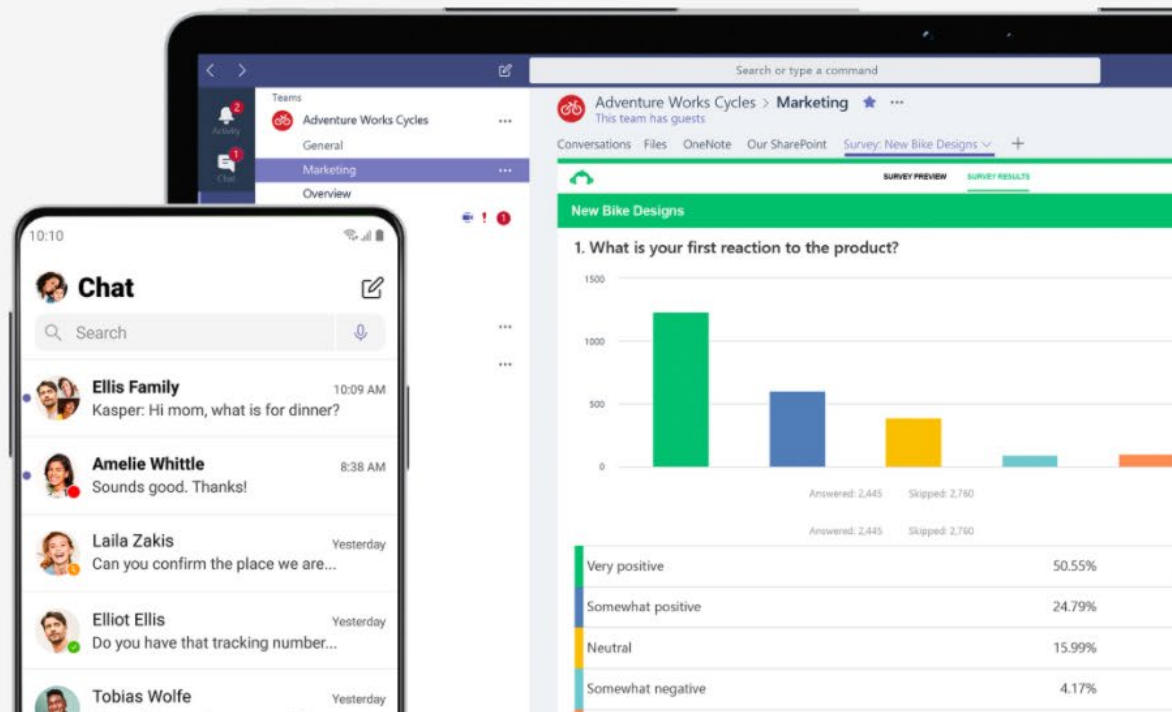 Search or type a command
2
Activity
1
Chat
Teams
Adventure Works Cycles
General
Marketing
Overview
1
Adventure Works Cycles > Marketing
This team has guests
Conversations Files OneNote Our SharePoint Survey: New Bike Designs
SURVEY PREVIEW SURVEY RESULTS
New Bike Designs
1. What is your first reaction to the product?
1500
1000
500
0
Answered: 2,445 Skipped: 2,760
Answered: 2,445 Skipped: 2,760
Very positive 50.55%
Somewhat positive 24.79%
Neutral 15.99%
Somewhat negative 4.17%
10:10
Chat
Search
Ellis Family 10:09 AM
Kasper: Hi mom, what is for dinner?
Amelie Whittle 8:38 AM
Sounds good. Thanks!
Laila Zakis Yesterday
Can you confirm the place we are...
Elliot Ellis Yesterday
Do you have that tracking number...
Tobias Wolfe Yesterday